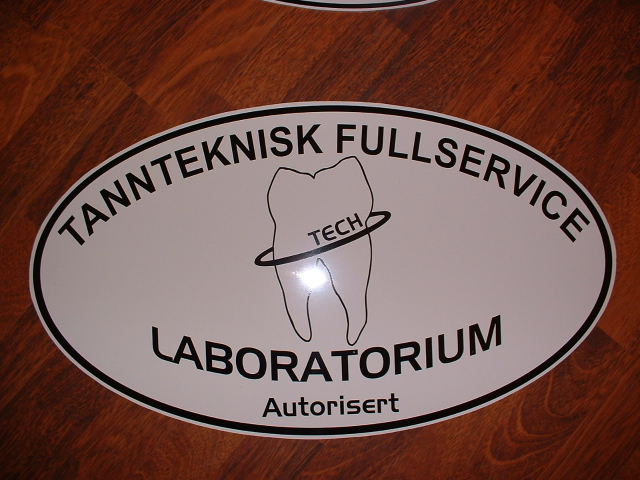 TANNTEKNISK FULLSERVICE
TECH
LABORATORIUM
Autorisert